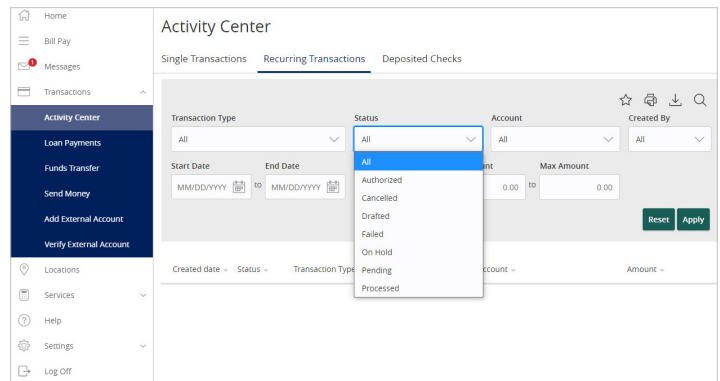 Home
Bill Pay
1
Messages
Transactions
Activity Center
Loan Payments
Funds Transfer
Send Money
Add External Account
Verify External Account
Locations
Services
Help
Settings
Log Off
Activity Center
Single Transactions Recurring Transactions Deposited Checks
Transaction Type Status Account Created By
All All All All
Start Date End Date Max Amount
MM/DD/YYYY to MM/DD/YYYY 0.00 to 0.00
All
Authorized
Cancelled
Drafted
Failed
On Hold
Pending
Processed
Reset Apply
Created date Status Transaction Type Amount